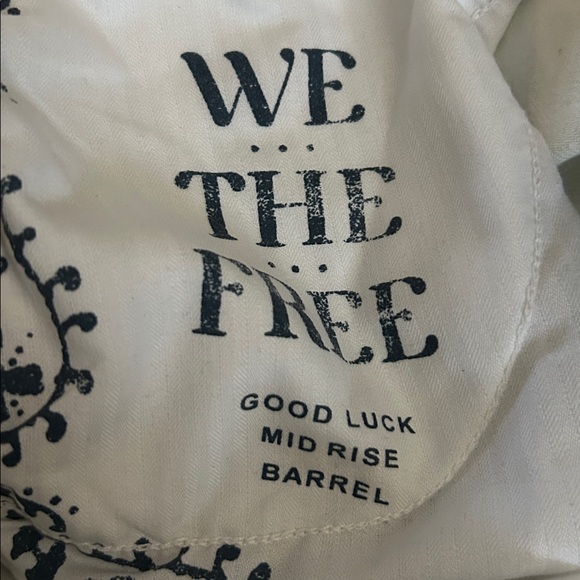 WE
THE
FREE
GOOD LUCK
MID RISE
BARREL